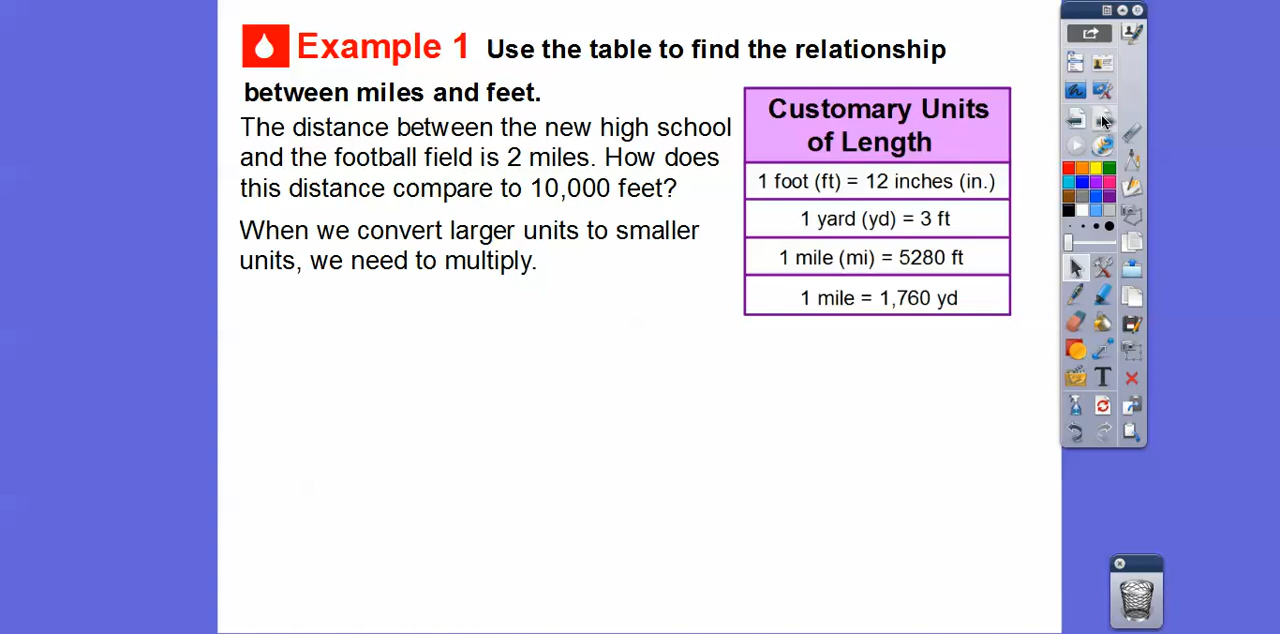 Example 1 Use the table to find the relationship
between miles and feet.
The distance between the new high school
and the football field is 2 miles. How does
this distance compare to 10,000 feet?
When we convert larger units to smaller
units, we need to multiply.
Customary Units
of Length
1 foot (ft) = 12 inches (in.)
1 yard (yd) = 3 ft
1 mile (mi) = 5280 ft
1 mile = 1,760 yd